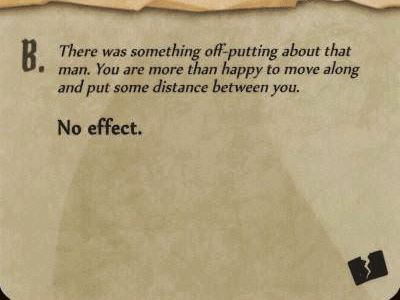 B. There was something off-putting about that
man. You are more than happy to move along
and put some distance between you.
No effect.